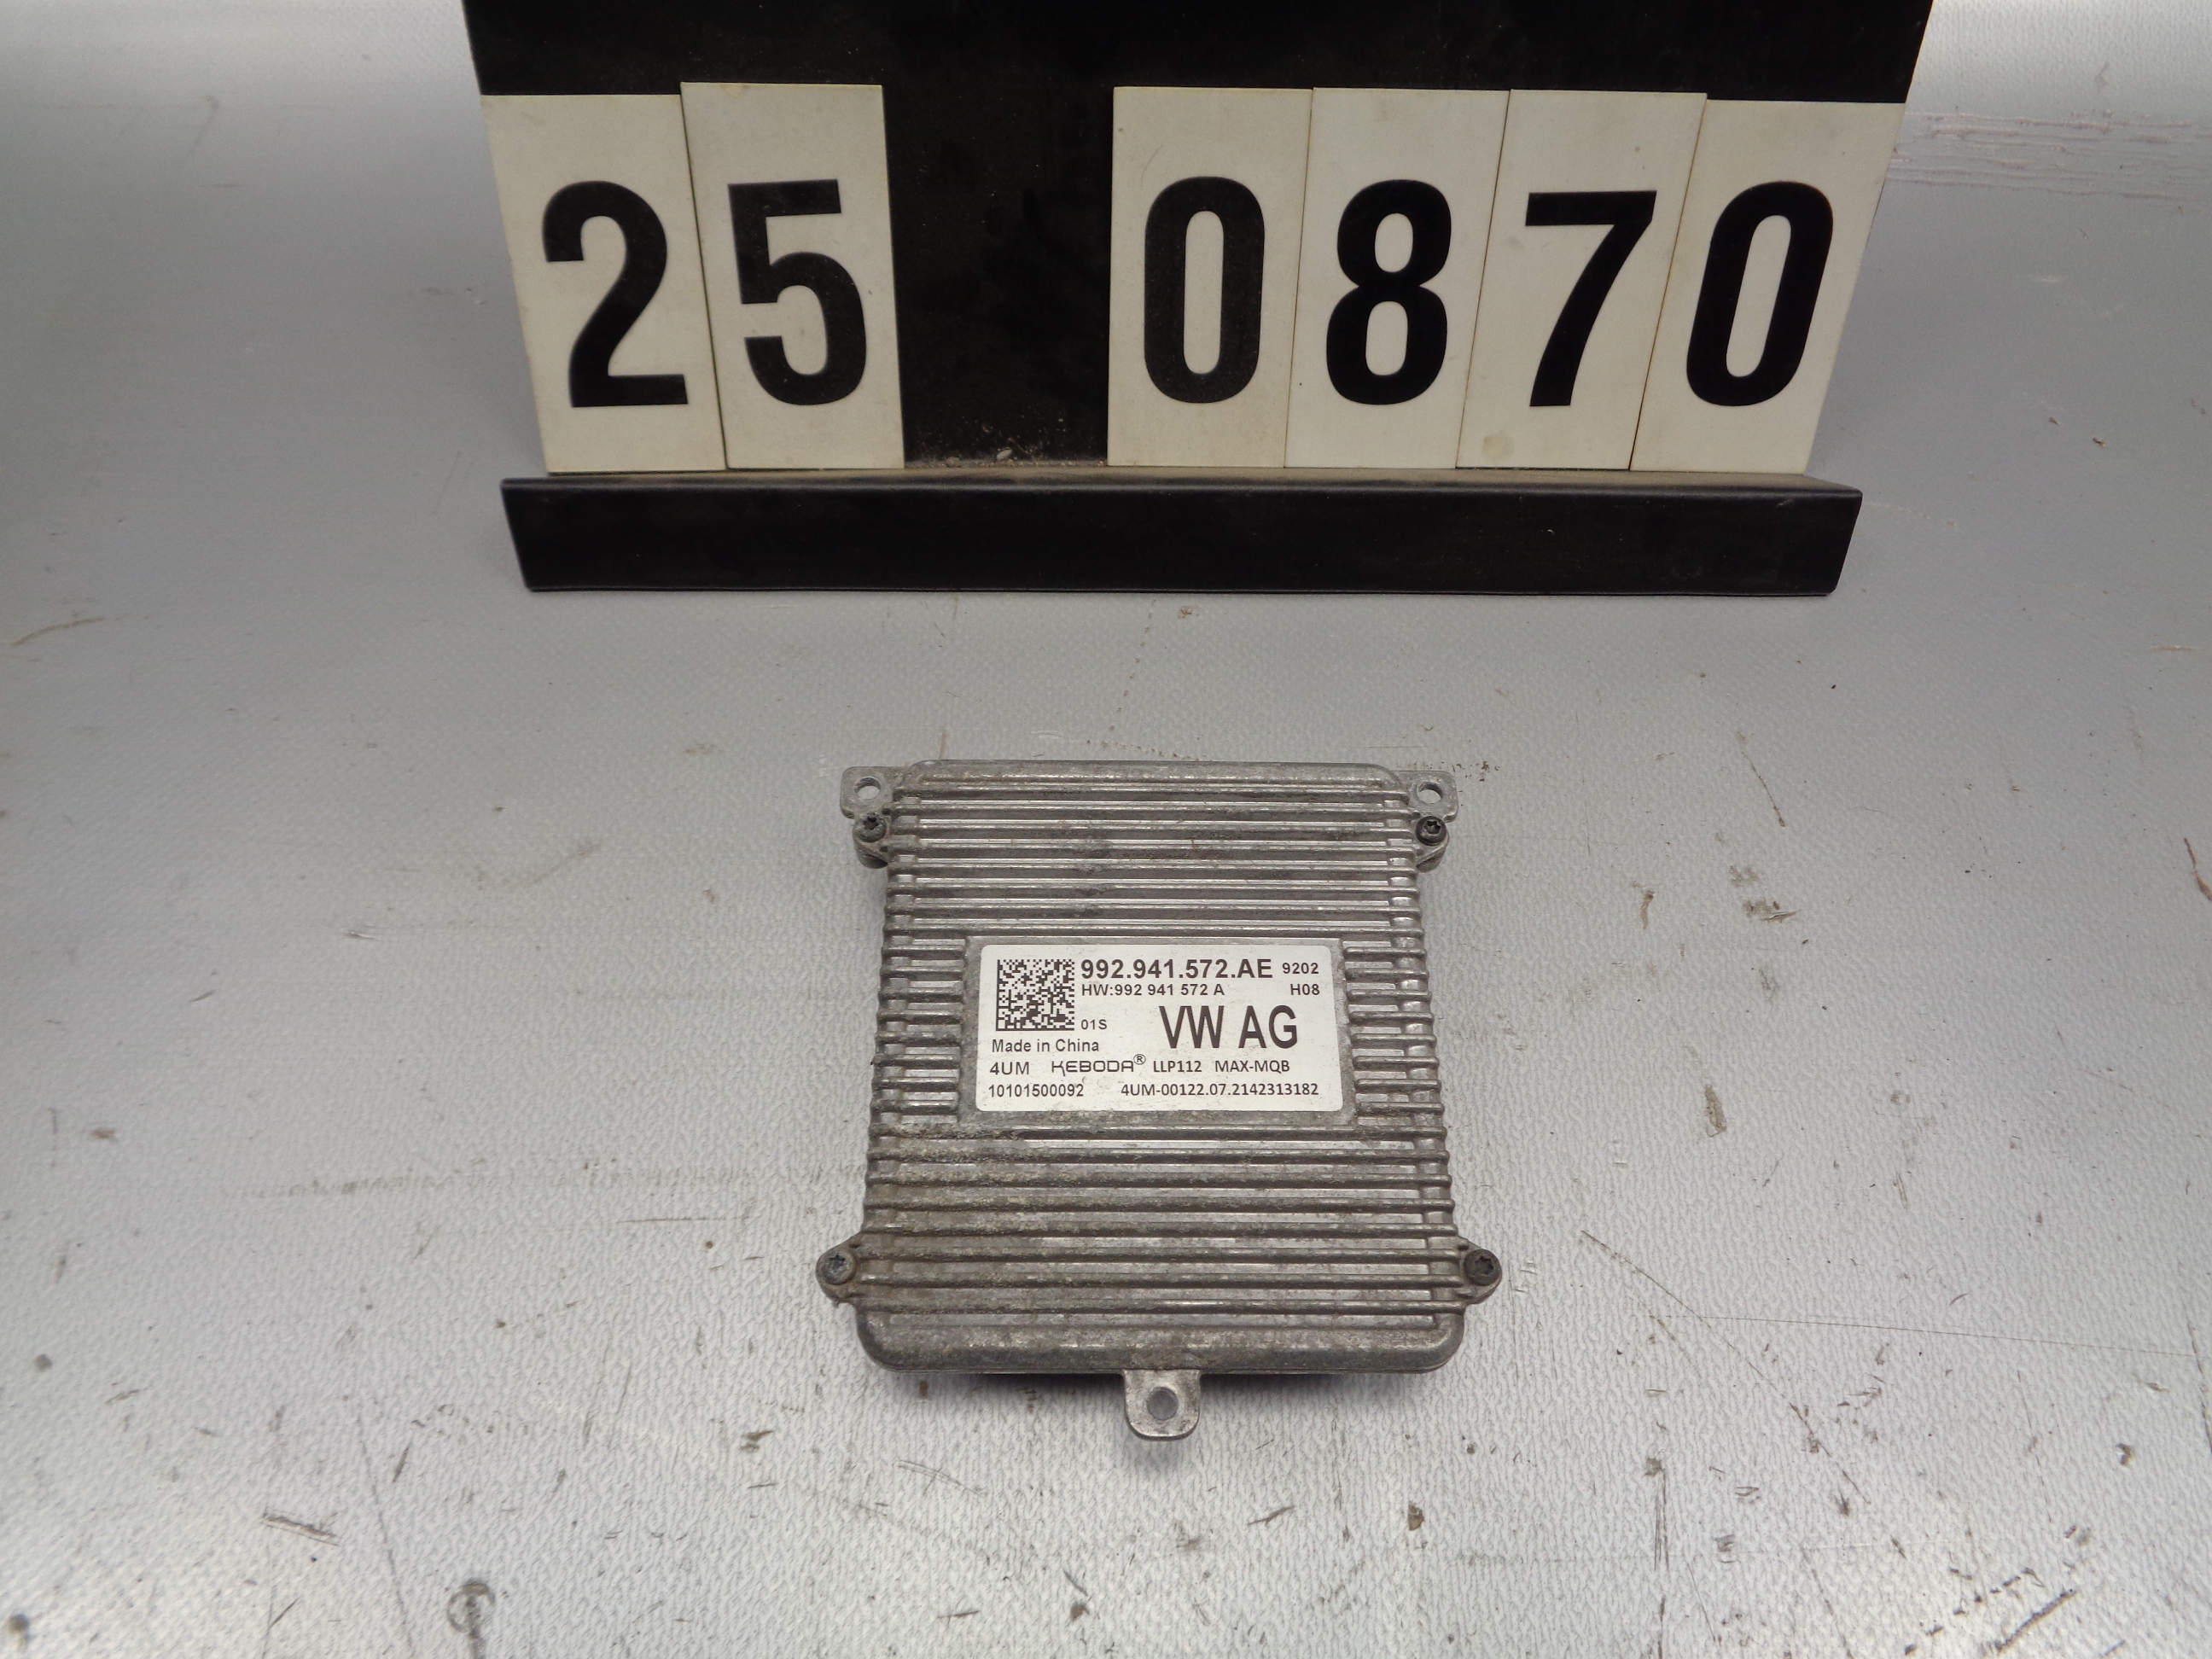 25 0870
992.941.572.AE 9202
HW:992 941 572 A H08
01S VW AG
Made in China
4UM KEBODA® LLP112 MAX-MQB
10101500092 4UM-00122.07.2142313182